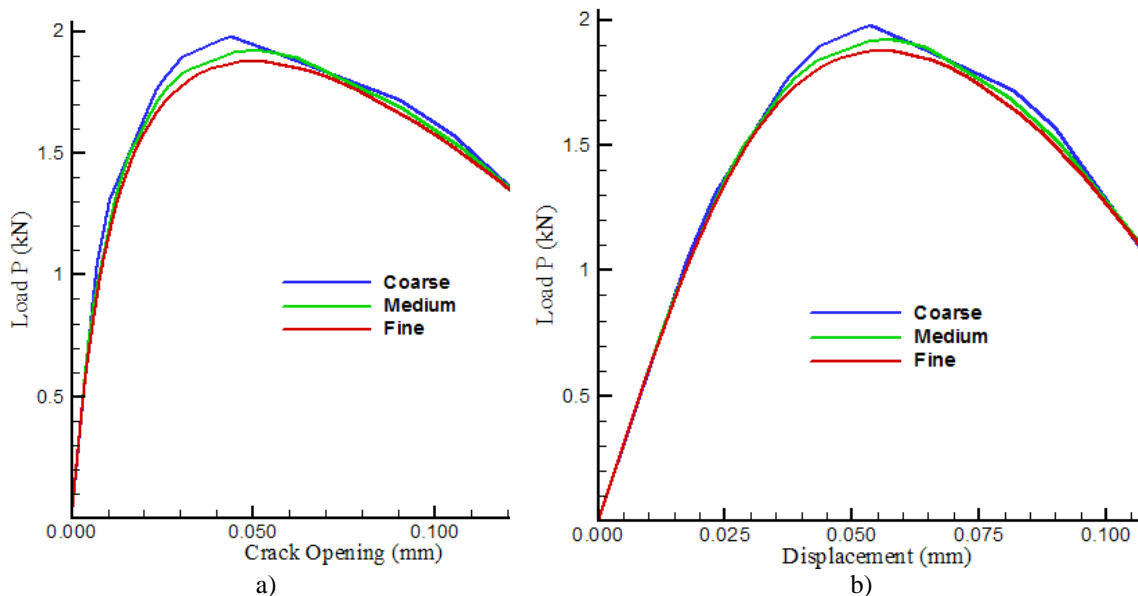 2
1.5
1
0.5
Load P (kN)
Coarse
Medium
Fine
0.000
0.050
0.100
Crack Opening (mm)
a)
2
1.5
1
0.5
Load P (kN)
Coarse
Medium
Fine
0.000
0.025
0.050
0.075
0.100
Displacement (mm)
b)